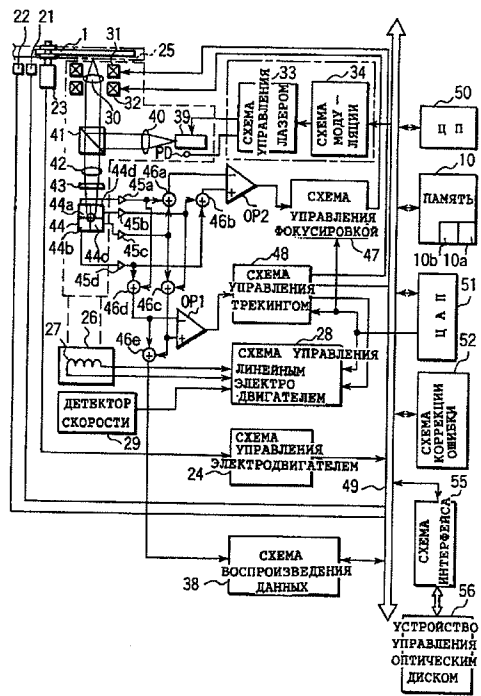 22
21
1
31
25
23
30
32
33
34
СХЕМА
УПРАВЛЕНИЯ
ЛАЗЕРОМ
СХЕМА
МОДУ-
ЛЯЦИИ
50
ЦП
10
ПАМЯТЬ
10b
10a
41
40
39
PD
42
43
44d
45a
46a
44a
44
44b
44c
45b
45c
45d
46b
OP2
СХЕМА
УПРАВЛЕНИЯ
ФОКУСИРОВКОЙ
47
46d
46c
OP1
48
СХЕМА
УПРАВЛЕНИЯ
ТРЕКИНГОМ
51
ЦАП
46e
27
26
28
СХЕМА УПРАВЛЕНИЯ
ЛИНЕЙНЫМ
ЭЛЕКТРО
ДВИГАТЕЛЕМ
52
СХЕМА
КОРРЕКЦИИ
ОШИБКИ
ДЕТЕКТОР
СКОРОСТИ
29
СХЕМА
УПРАВЛЕНИЯ
ЭЛЕКТРОДВИГАТЕЛЕМ
24
49
55
СХЕМА
ИНТЕРФЕЙСА
СХЕМА
ВОСПРОИЗВЕДЕНИЯ
ДАННЫХ
38
56
УСТРОЙСТВО
УПРАВЛЕНИЯ
ОПТИЧЕСКИМ
ДИСКОМ